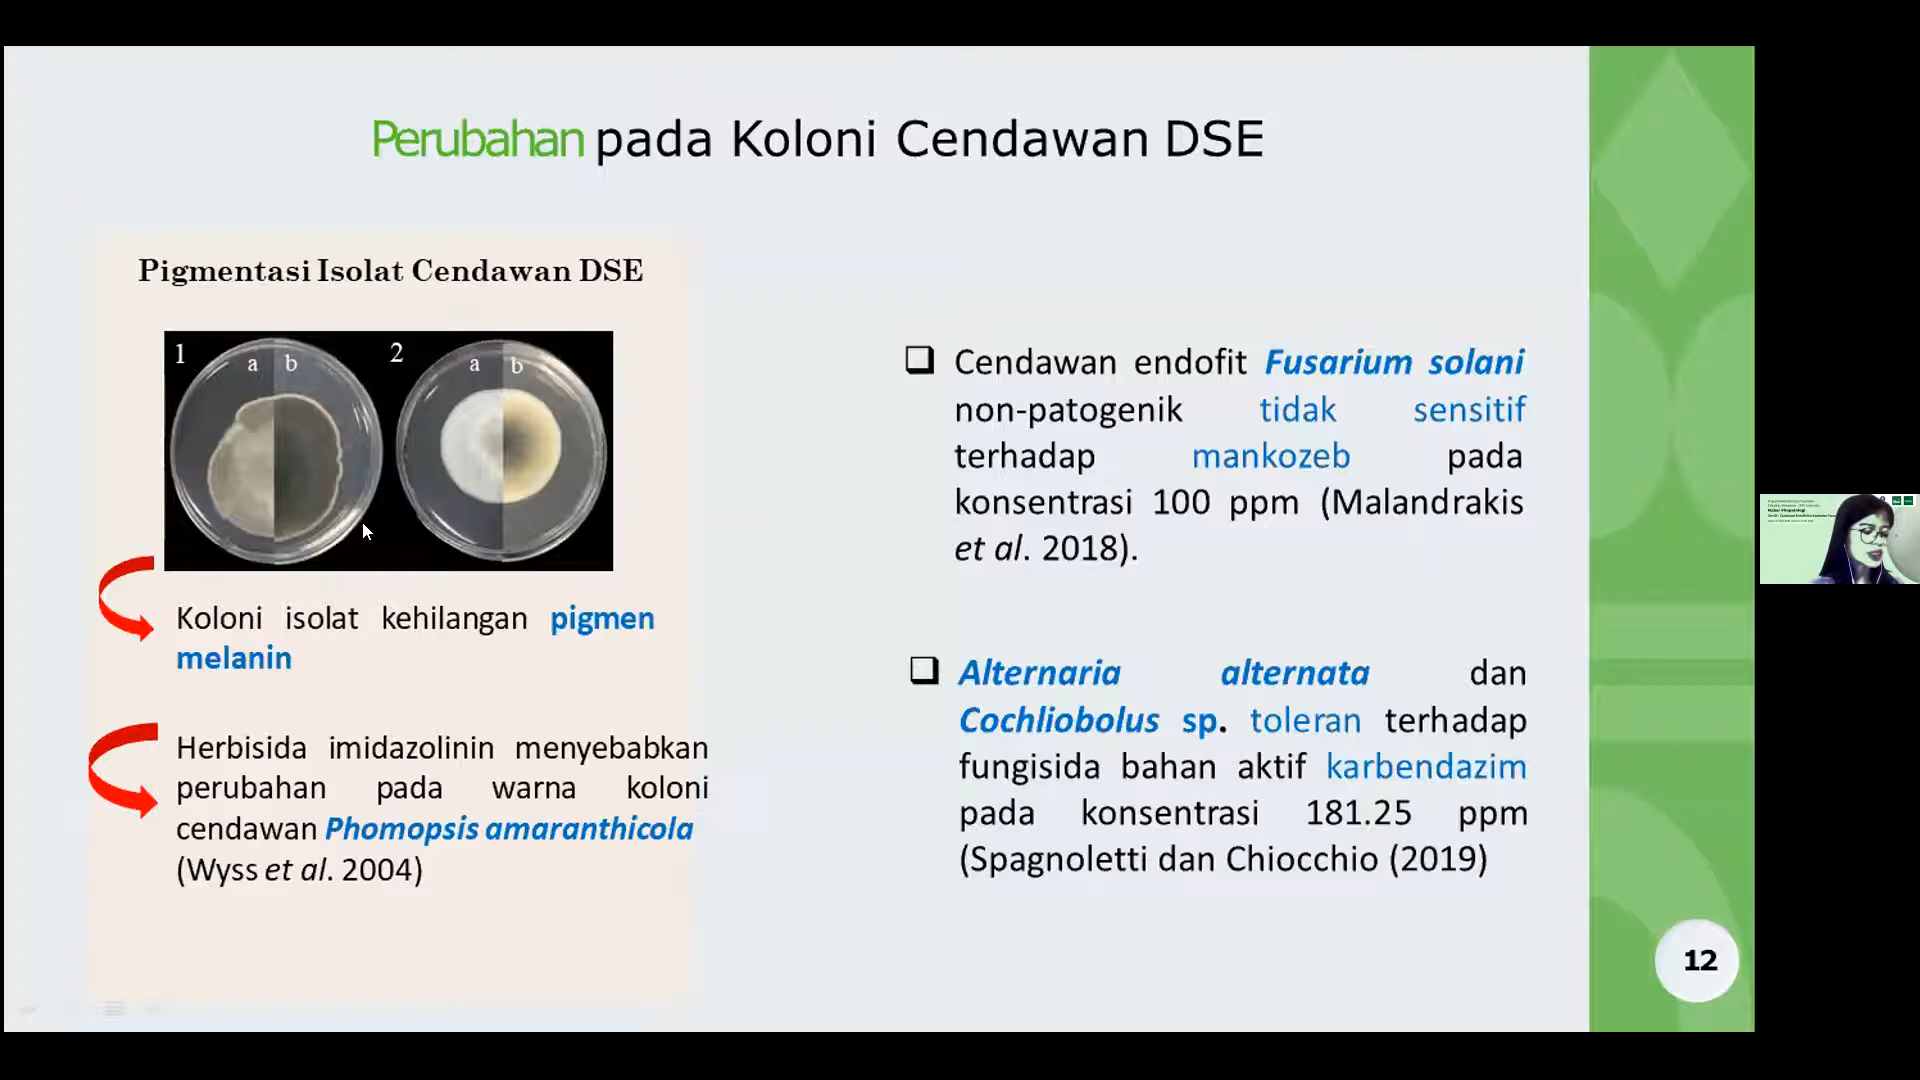 Perubahan pada Koloni Cendawan DSE
Pigmentasi Isolat Cendawan DSE
1 a b 2 a b
Koloni isolat kehilangan pigmen
melanin
Herbisida imidazolinin menyebabkan
perubahan pada warna koloni
cendawan Phomopsis amaranthicola
(Wyss et al. 2004)
Cendawan endofit Fusarium solani
non-patogenik tidak sensitif
terhadap mankozeb pada
konsentrasi 100 ppm (Malandrakis
et al. 2018).
Alternaria alternata dan
Cochliobolus sp. toleran terhadap
fungisida bahan aktif karbendazim
pada konsentrasi 181.25 ppm
(Spagnoletti dan Chiocchio (2019)
12